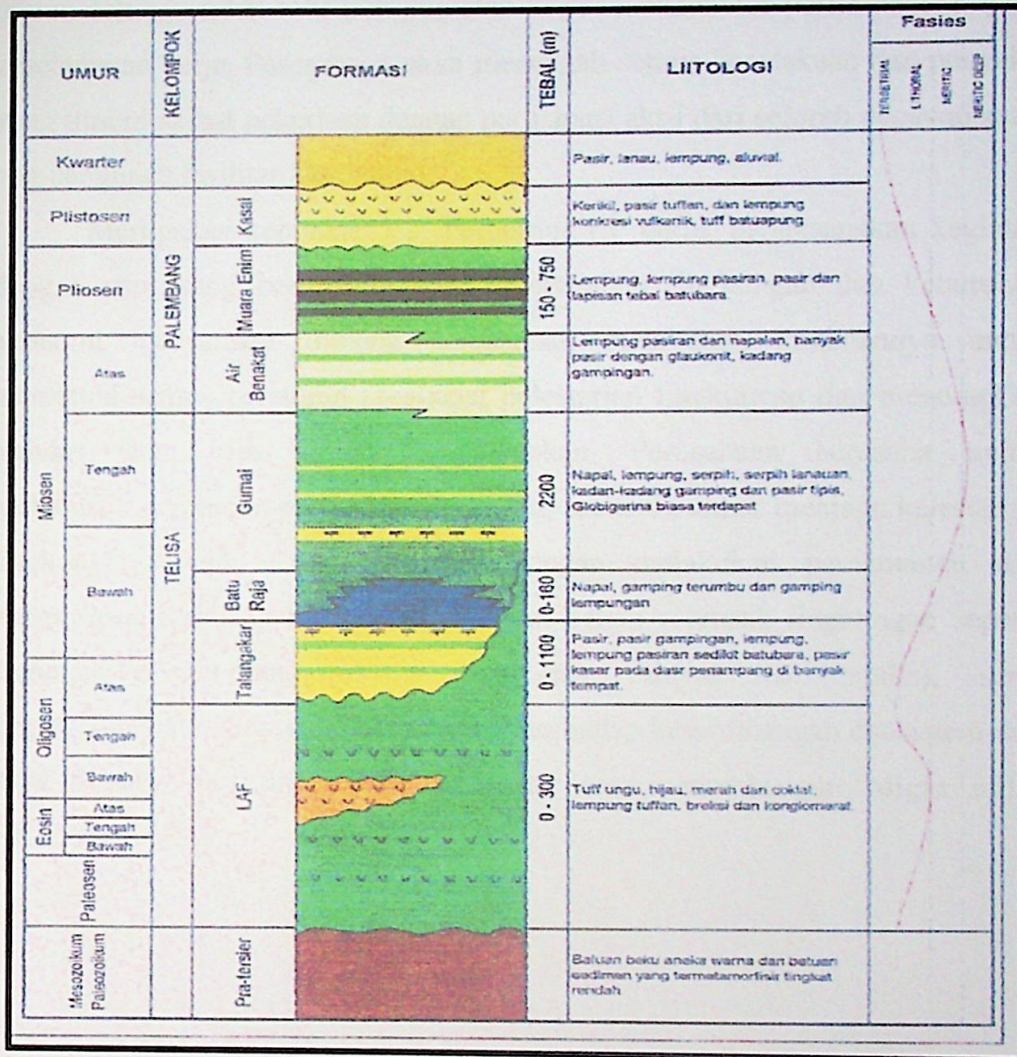 UMUR
KELOMPOK
FORMASI
TEBAL (m)
LIITOLOGI
Fasies
LITHORAL
MERITIC
MERITIC DEEP
Kwarter
Pasir, lanau, lempung, aluvial.
Plistosen
PALEMBANG
Kasai
Kerikil, pasir tuffan, dan lempung
konkresi vulkanik, tuff batuapung
Pliosen
Muara Enim
150 - 750
Lempung, lempung pasiran, pasir dan
lapisan tebal batubara.
Miosen
Atas
Air
Benakat
Lempung pasiran dan napalan, banyak
pasir dengan glaukonit, kadang
gampingan.
Tengah
TELISA
Gumai
2200
Napal, lempung, serpih, serpih lanauan,
kadan-kadang gamping dan pasir tipis,
Globigerina biasa terdapat
Bawah
Batu
Raja
0-160
Napal, gamping terumbu dan gamping
lempungan
Talangakar
0 - 1100
Pasir, pasir gampingan, lempung,
lempung pasiran sedikit batubara, pasir
kasar pada dasr penampang di banyak
tempat.
Oligosen
Atas
Tengah
Bawah
LAF
0 - 300
Tuff ungu, hijau, merah dan coklat,
lempung tuffan, breksi dan konglomerat
Eosin
Atas
Tengah
Bawah
Paleosen
Mesozoikum
Paleozoikum
Pra-tersier
Batuan beku aneka warna dan batuan
sedimen yang termetamorfisis tingkat
rendah